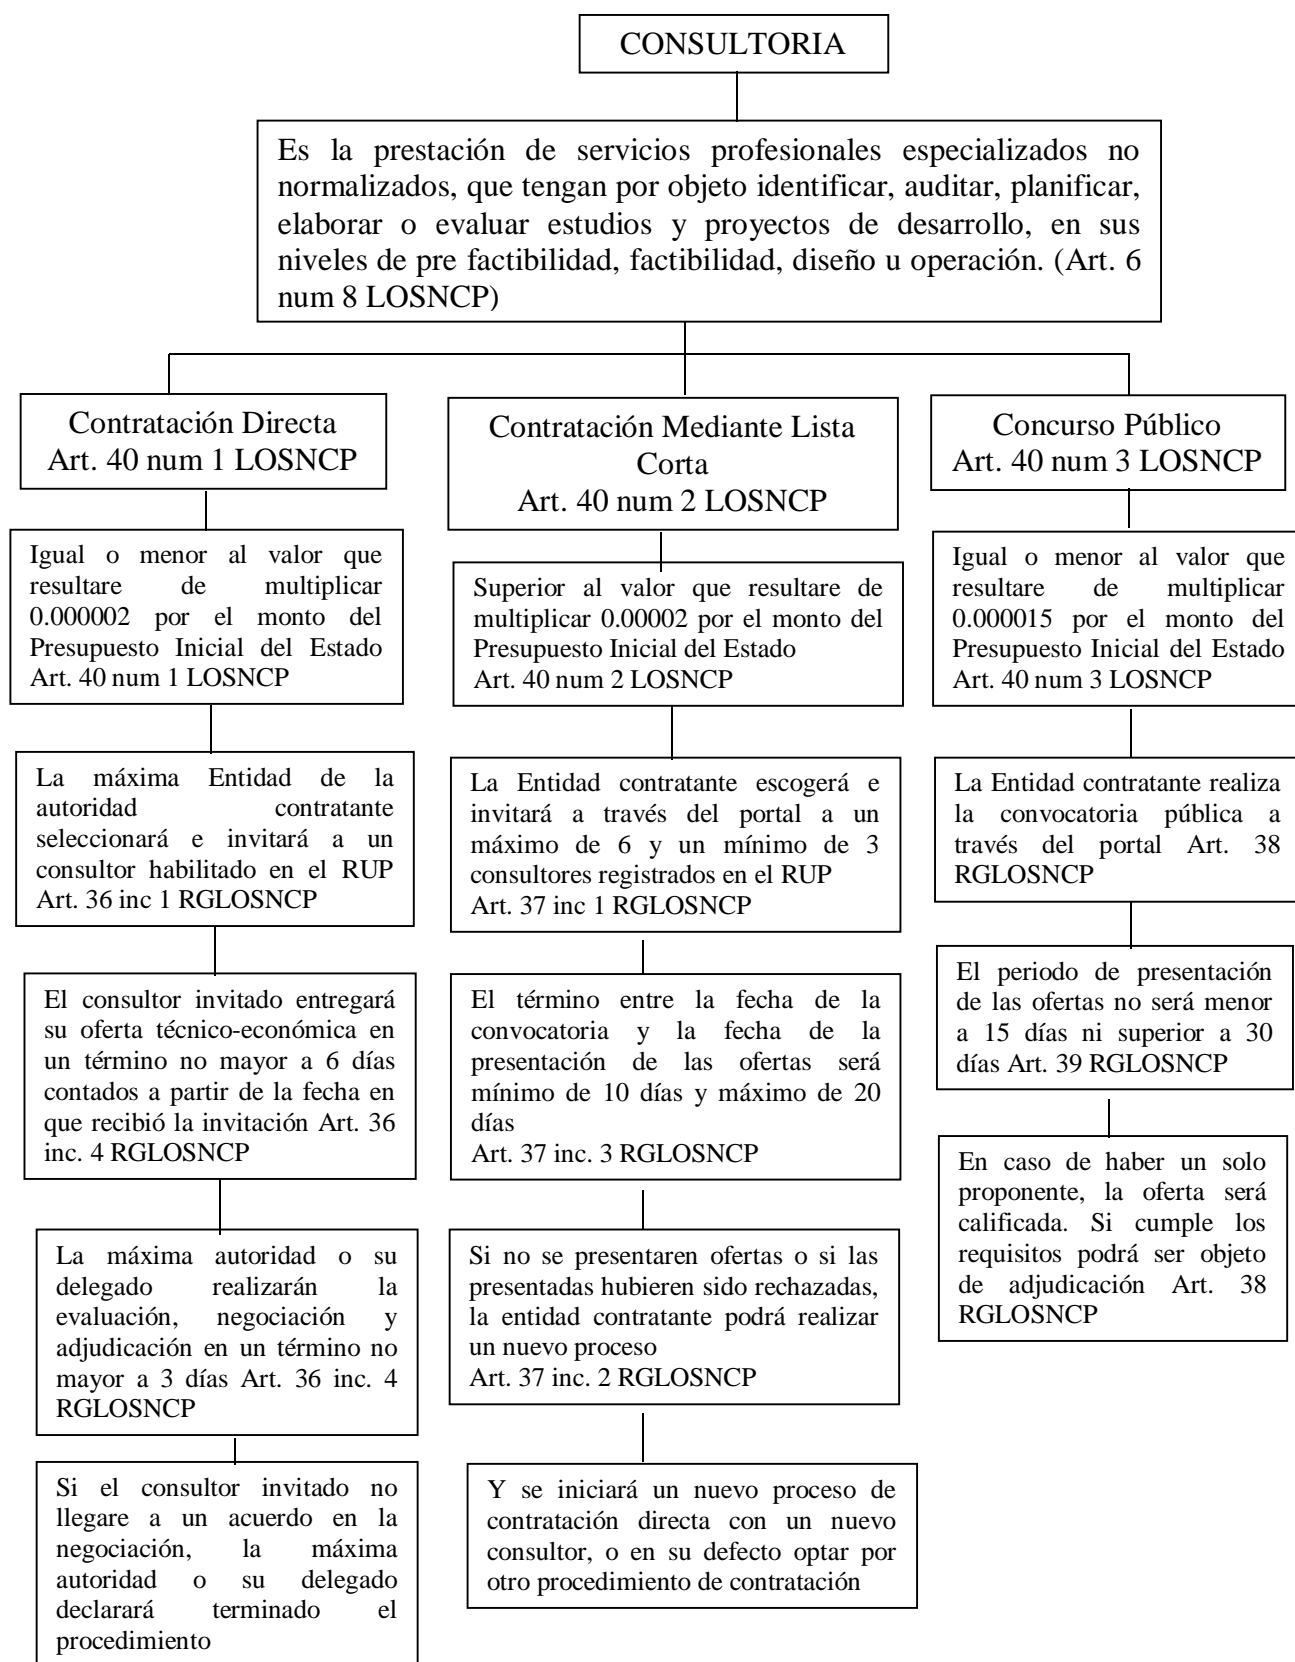 CONSULTORIA
Es la prestación de servicios profesionales especializados no
normalizados, que tengan por objeto identificar, auditar, planificar,
elaborar o evaluar estudios y proyectos de desarrollo, en sus
niveles de pre factibilidad, factibilidad, diseño u operación. (Art. 6
num 8 LOSNCP)
Contratación Directa
Art. 40 num 1 LOSNCP
Igual o menor al valor que
resultare de multiplicar
0.000002 por el monto del
Presupuesto Inicial del Estado
Art. 40 num 1 LOSNCP
La máxima Entidad de la
autoridad contratante
seleccionará e invitará a un
consultor habilitado en el RUP
Art. 36 inc 1 RGLOSNCP
El consultor invitado entregará
su oferta técnico-económica en
un término no mayor a 6 días
contados a partir de la fecha en
que recibió la invitación Art. 36
inc. 4 RGLOSNCP
La máxima autoridad o su
delegado realizarán la
evaluación, negociación y
adjudicación en un término no
mayor a 3 días Art. 36 inc. 4
RGLOSNCP
Si el consultor invitado no
llegare a un acuerdo en la
negociación, la máxima
autoridad o su delegado
declarará terminado el
procedimiento
Contratación Mediante Lista
Corta
Art. 40 num 2 LOSNCP
Superior al valor que resultare de
multiplicar 0.00002 por el monto del
Presupuesto Inicial del Estado
Art. 40 num 2 LOSNCP
La Entidad contratante escogerá e
invitará a través del portal a un
máximo de 6 y un mínimo de 3
consultores registrados en el RUP
Art. 37 inc 1 RGLOSNCP
El término entre la fecha de la
convocatoria y la fecha de la
presentación de las ofertas será
mínimo de 10 días y máximo de 20
días
Art. 37 inc. 3 RGLOSNCP
Si no se presentaren ofertas o si las
presentadas hubieren sido rechazadas,
la entidad contratante podrá realizar
un nuevo proceso
Art. 37 inc. 2 RGLOSNCP
Y se iniciará un nuevo proceso de
contratación directa con un nuevo
consultor, o en su defecto optar por
otro procedimiento de contratación
Concurso Público
Art. 40 num 3 LOSNCP
Igual o menor al valor que
resultare de multiplicar
0.000015 por el monto del
Presupuesto Inicial del Estado
Art. 40 num 3 LOSNCP
La Entidad contratante realiza
la convocatoria pública a
través del portal Art. 38
RGLOSNCP
El periodo de presentación
de las ofertas no será menor
a 15 días ni superior a 30
días Art. 39 RGLOSNCP
En caso de haber un solo
proponente, la oferta será
calificada. Si cumple los
requisitos podrá ser objeto
de adjudicación Art. 38
RGLOSNCP